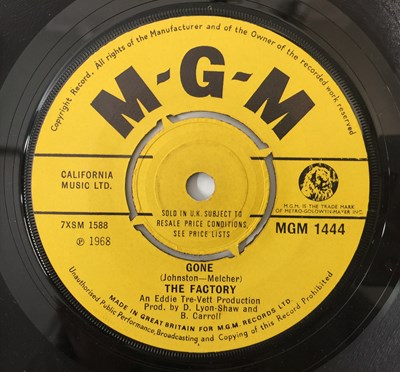 Copyright Record. All rights of the Manufacturer and of the Owner of the recorded work reserved
M-G-M
CALIFORNIA
MUSIC LTD.
SOLD IN U.K. SUBJECT TO
RESALE PRICE CONDITIONS,
SEE PRICE LISTS
M.G.M. IS THE TRADE MARK
OF METRO-GOLDWYN-MAYER INC.
7XSM 1588
℗ 1968
MGM 1444
GONE
(Johnston—Melcher)
THE FACTORY
An Eddie Tre-Vett Production
Prod. by D. Lyon-Shaw and
B. Carroll
MADE IN GREAT BRITAIN FOR M.G.M. RECORDS LTD.
Unauthorised Public Performance, Broadcasting and Copying of this Record Prohibited